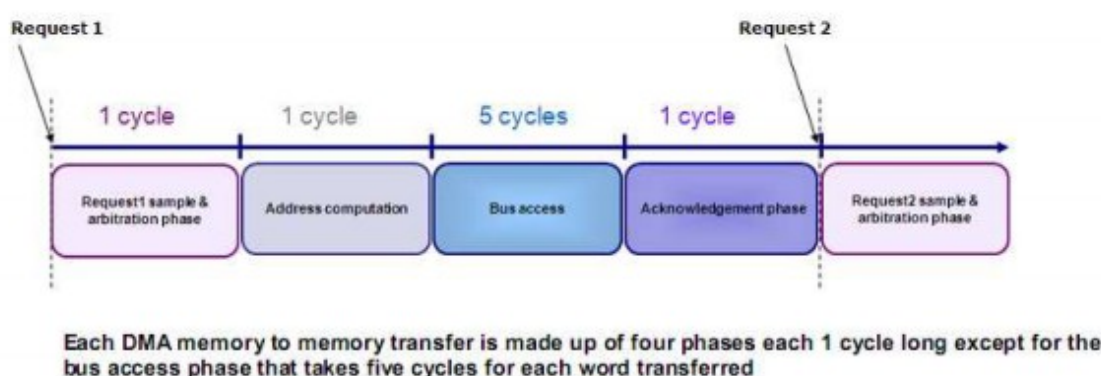 Request 1
Request 2
1 cycle
1 cycle
5 cycles
1 cycle
Request1 sample &
arbitration phase
Address computation
Bus access
Acknowledgement phase
Request2 sample &
arbitration phase
Each DMA memory to memory transfer is made up of four phases each 1 cycle long except for the
bus access phase that takes five cycles for each word transferred